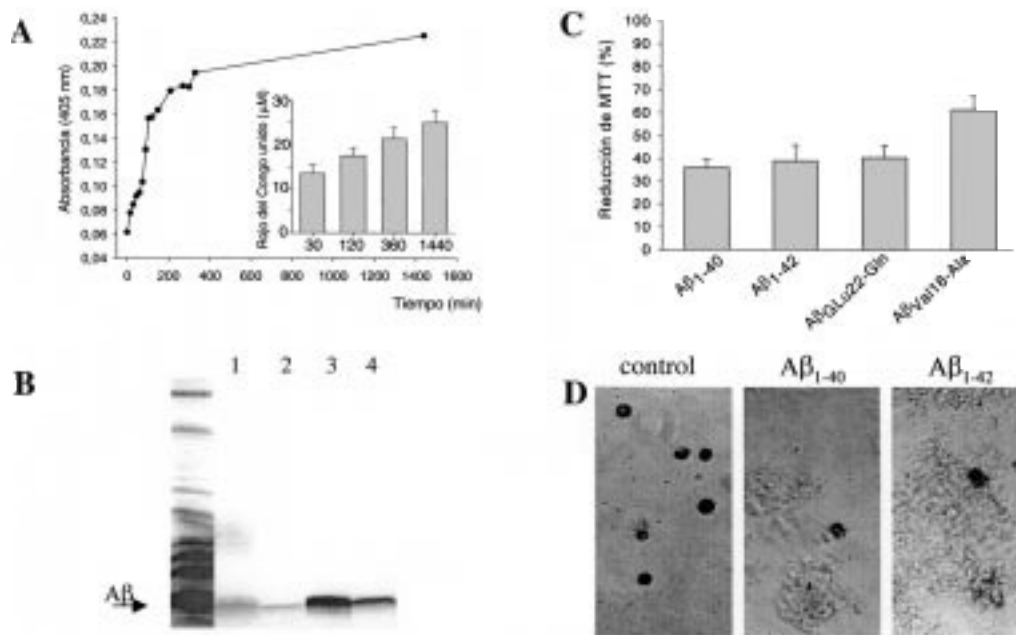 A
0,24
0,22
0,20
0,18
0,16
0,14
0,12
0,10
0,08
0,06
0,04
Absorbancia (405 nm)
0 200 400 600 800 1000 1200 1400 1600
Tiempo (min)
Rojo del Congo unido (µM)
30
20
10
0
30 120 360 1440
C
Reducción de MTT (%)
100
90
80
70
60
50
40
30
20
10
0
Aβ1-40
Aβ1-42
AβGLu22-Gln
AβVal18-Ala
B
1 2 3 4
Aβ
D
control Aβ1-40 Aβ1-42